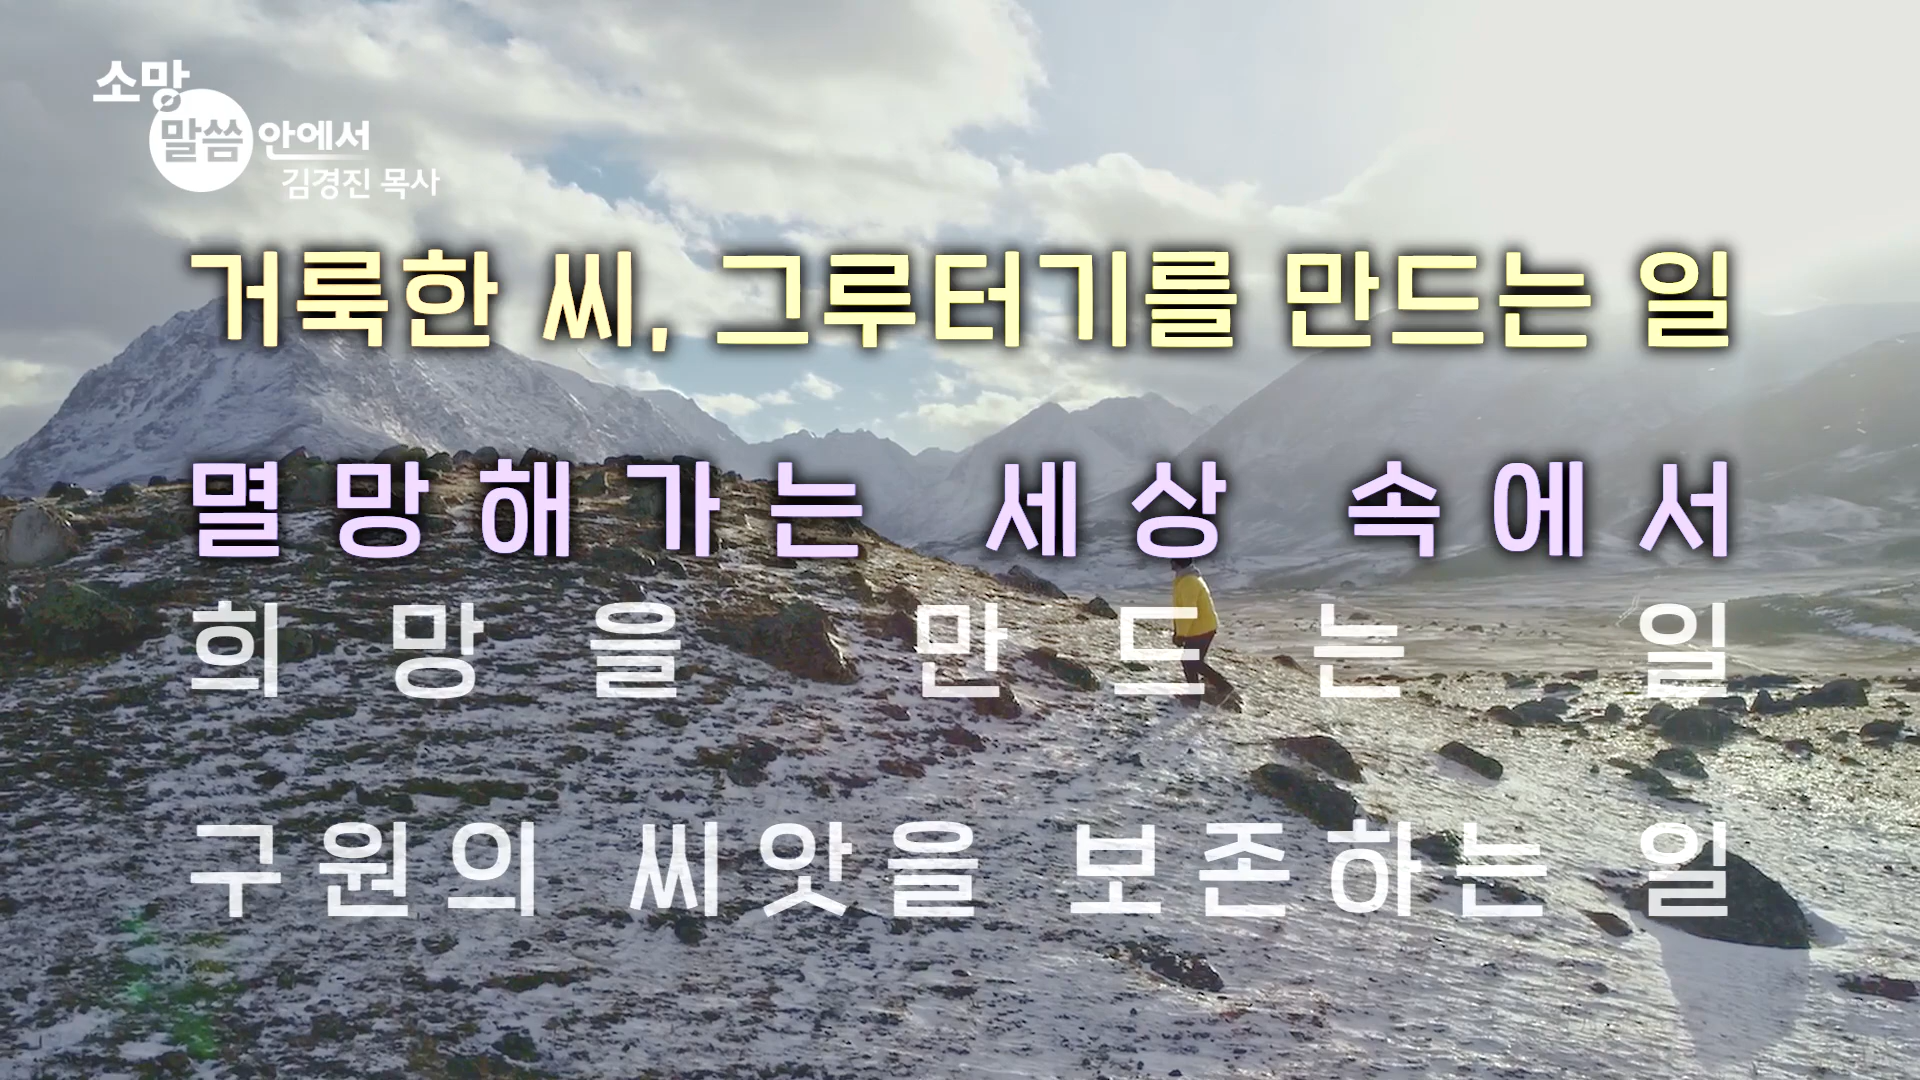 소망
말씀 안에서
김경진 목사
거룩한 씨, 그루터기를 만드는 일
멸망해가는 세상 속에서
희망을 만드는 일
구원의 씨앗을 보존하는 일